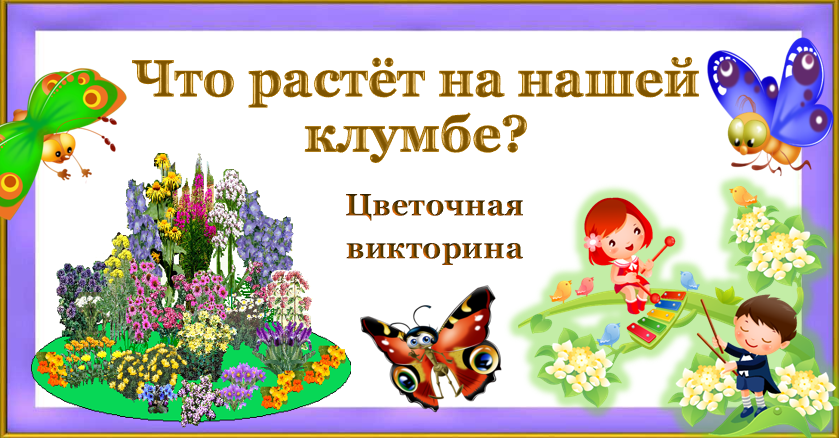 Что растёт на нашей
клумбе?
Цветочная
викторина